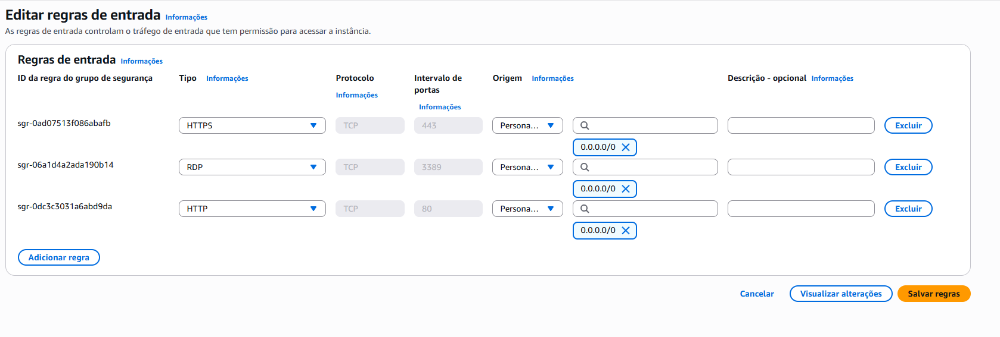 Editar regras de entrada Informações
As regras de entrada controlam o tráfego de entrada que tem permissão para acessar a instância.
Regras de entrada Informações
ID da regra do grupo de segurança Tipo Informações Protocolo Informações Intervalo de portas Informações Origem Informações Descrição - opcional Informações
sgr-0ad07513f086abafb HTTPS TCP 443 Persona... Excluir
0.0.0.0/0
sgr-06a1d4a2ada190b14 RDP TCP 3389 Persona... Excluir
0.0.0.0/0
sgr-0dc3c3031a6abd9da HTTP TCP 80 Persona... Excluir
0.0.0.0/0
Adicionar regra
Cancelar Visualizar alterações Salvar regras